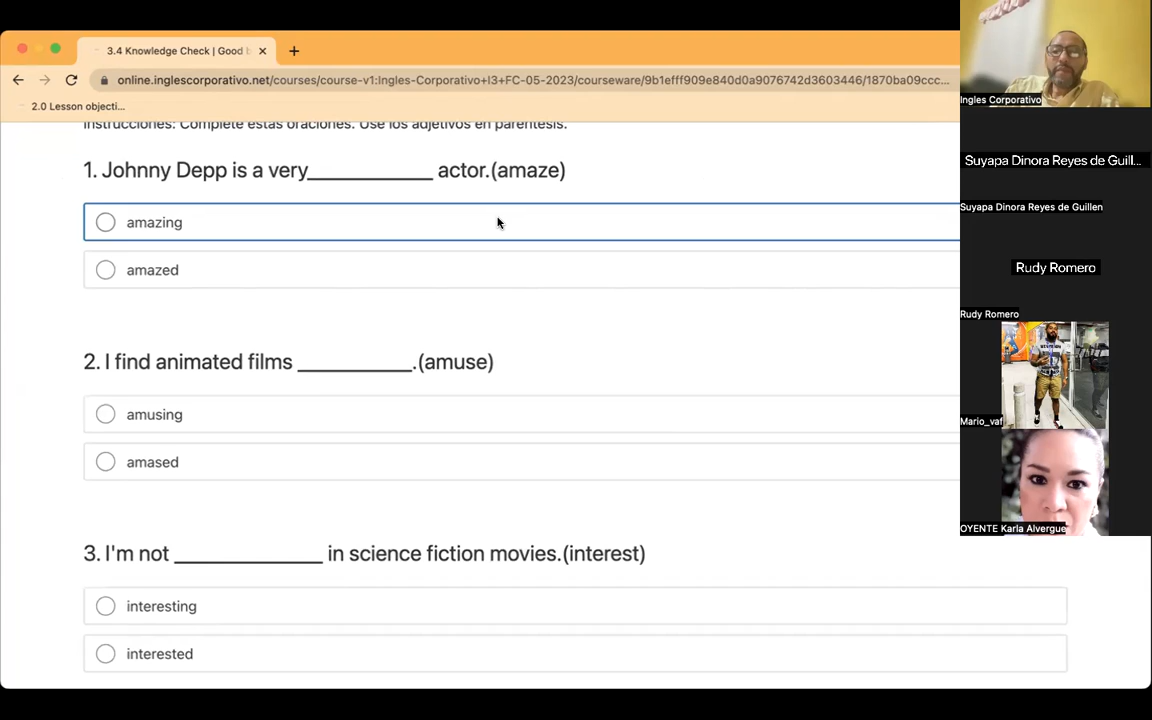 3.4 Knowledge Check | Good b
online.inglescorporativo.net/courses/course-v1:Ingles-Corporativo+I3+FC-05-2023/courseware/9b1efff909e840d0a9076742d3603446/1870ba09ccc...
2.0 Lesson objecti...
Instrucciones: Complete estas oraciones. Use los adjetivos en paréntesis.
1. Johnny Depp is a very____________ actor.(amaze)
amazing
amazed
2. I find animated films ___________.(amuse)
amusing
amased
3. I'm not ______________ in science fiction movies.(interest)
interesting
interested
Ingles Corporativo
Suyapa Dinora Reyes de Guill...
Suyapa Dinora Reyes de Guillen
Rudy Romero
Rudy Romero
Mario_vaf
OYENTE Karla Alvergue